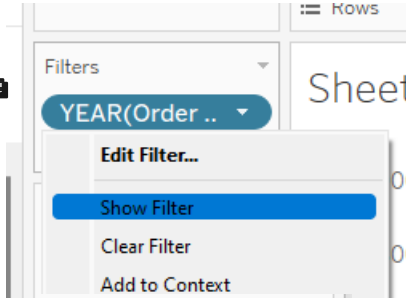 Rows
Filters
Sheet
YEAR(Order ..
Edit Filter...
Show Filter
Clear Filter
Add to Context